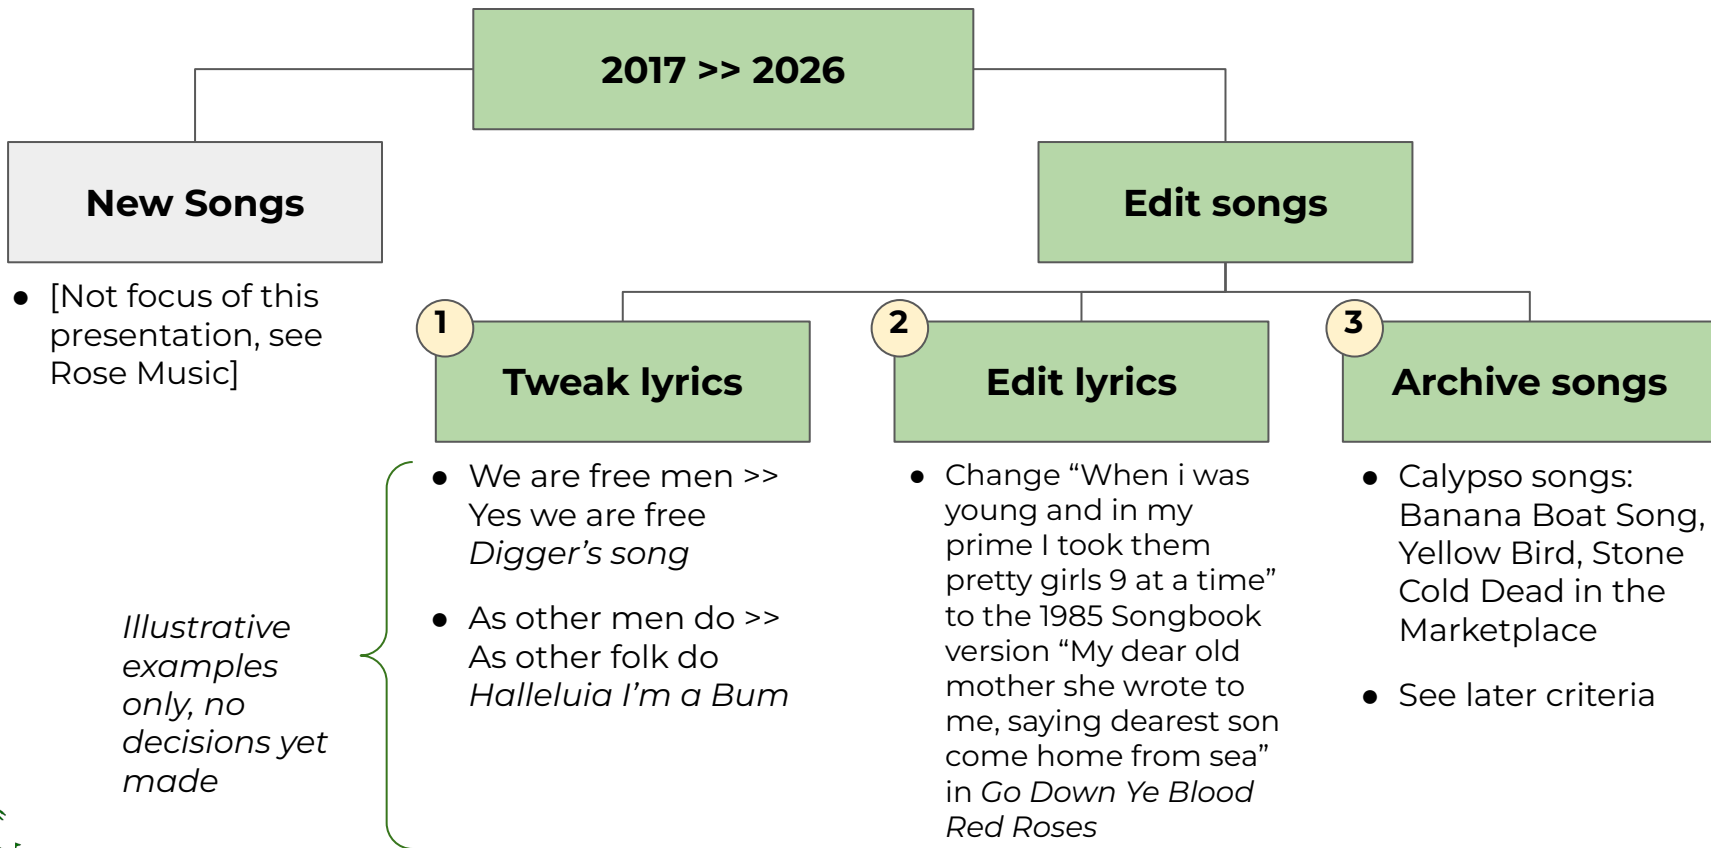 2017 >> 2026
New Songs
Edit songs
● [Not focus of this
presentation, see
Rose Music]
1
Tweak lyrics
2
Edit lyrics
3
Archive songs
Illustrative
examples
only, no
decisions yet
made
● We are free men >>
Yes we are free
Digger’s song
● As other men do >>
As other folk do
Halleluia I’m a Bum
● Change “When i was
young and in my
prime I took them
pretty girls 9 at a time”
to the 1985 Songbook
version “My dear old
mother she wrote to
me, saying dearest son
come home from sea”
in Go Down Ye Blood
Red Roses
● Calypso songs:
Banana Boat Song,
Yellow Bird, Stone
Cold Dead in the
Marketplace
● See later criteria